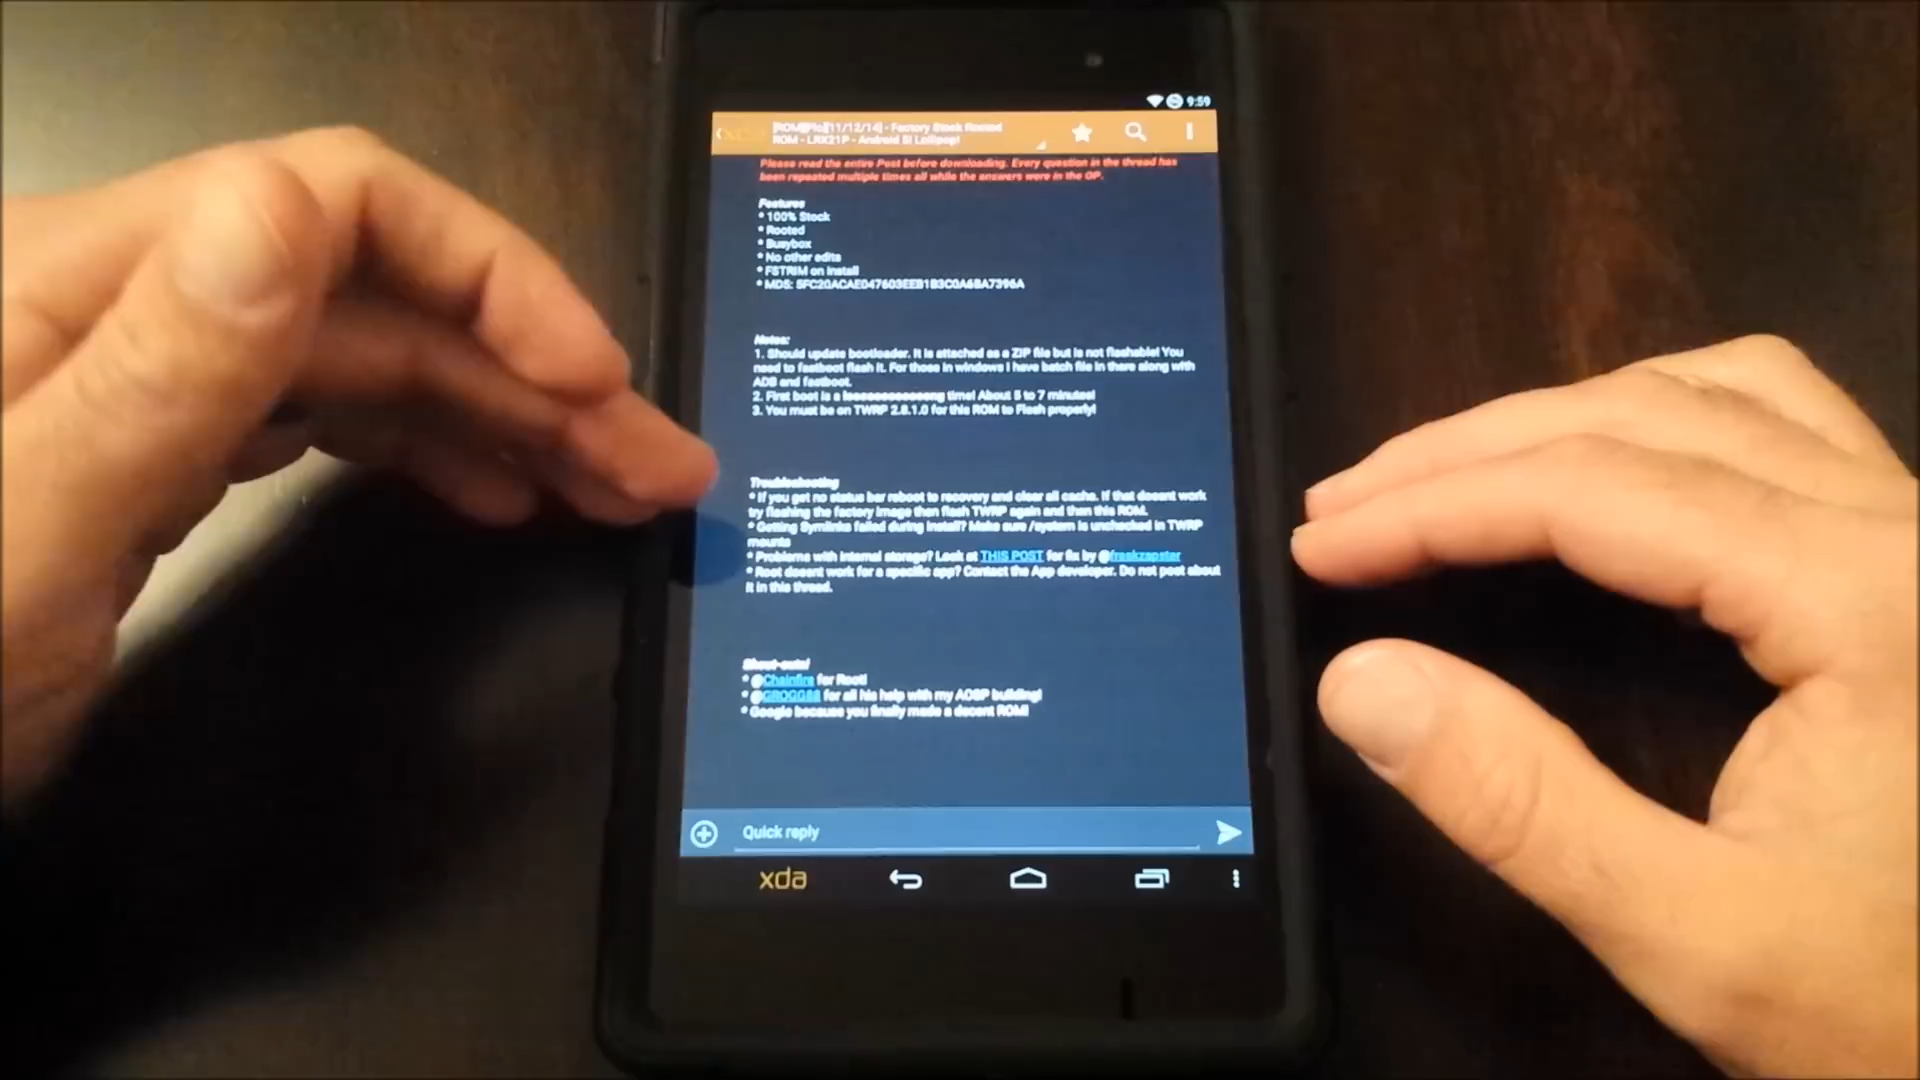 9:59
xda
[ROM][Flo][11/12/14] - Factory Stock Rooted
ROM - LRX21P - Android 5! Lollipop!
Please read the entire Post before downloading. Every question in the thread has
been repeated multiple times all while the answers were in the OP.
Features
* 100% Stock
* Rooted
* Busybox
* No other edits
* FSTRIM on install
* MD5: 5FC20ACAE047603EEB1B3C0A6BA7396A
Notes:
1. Should update bootloader. It is attached as a ZIP file but is not flashable! You
need to fastboot flash it. For those in windows I have batch file in there along with
ADB and fastboot.
2. First boot is a time! About 5 to 7 minutes!
3. You must be on TWRP 2.8.1.0 for this ROM to Flash properly!
Troubleshooting
* If you get no status bar reboot to recovery and clear all cache. If that doesnt work
try flashing the factory image then flash TWRP again and then this ROM.
* Getting Symlinks failed during install? Make sure /system is unchecked in TWRP
mounts
* Problems with internal storage? Look at THIS POST for fix by @freakzapster
* Root doesnt work for a specific app? Contact the App developer. Do not post about
it in this thread.
Shout-outs!
* @Chainfire for Root!
* @GROGG88 for all his help with my AOSP building!
* Google because you finally made a decent ROM!
Quick reply
xda